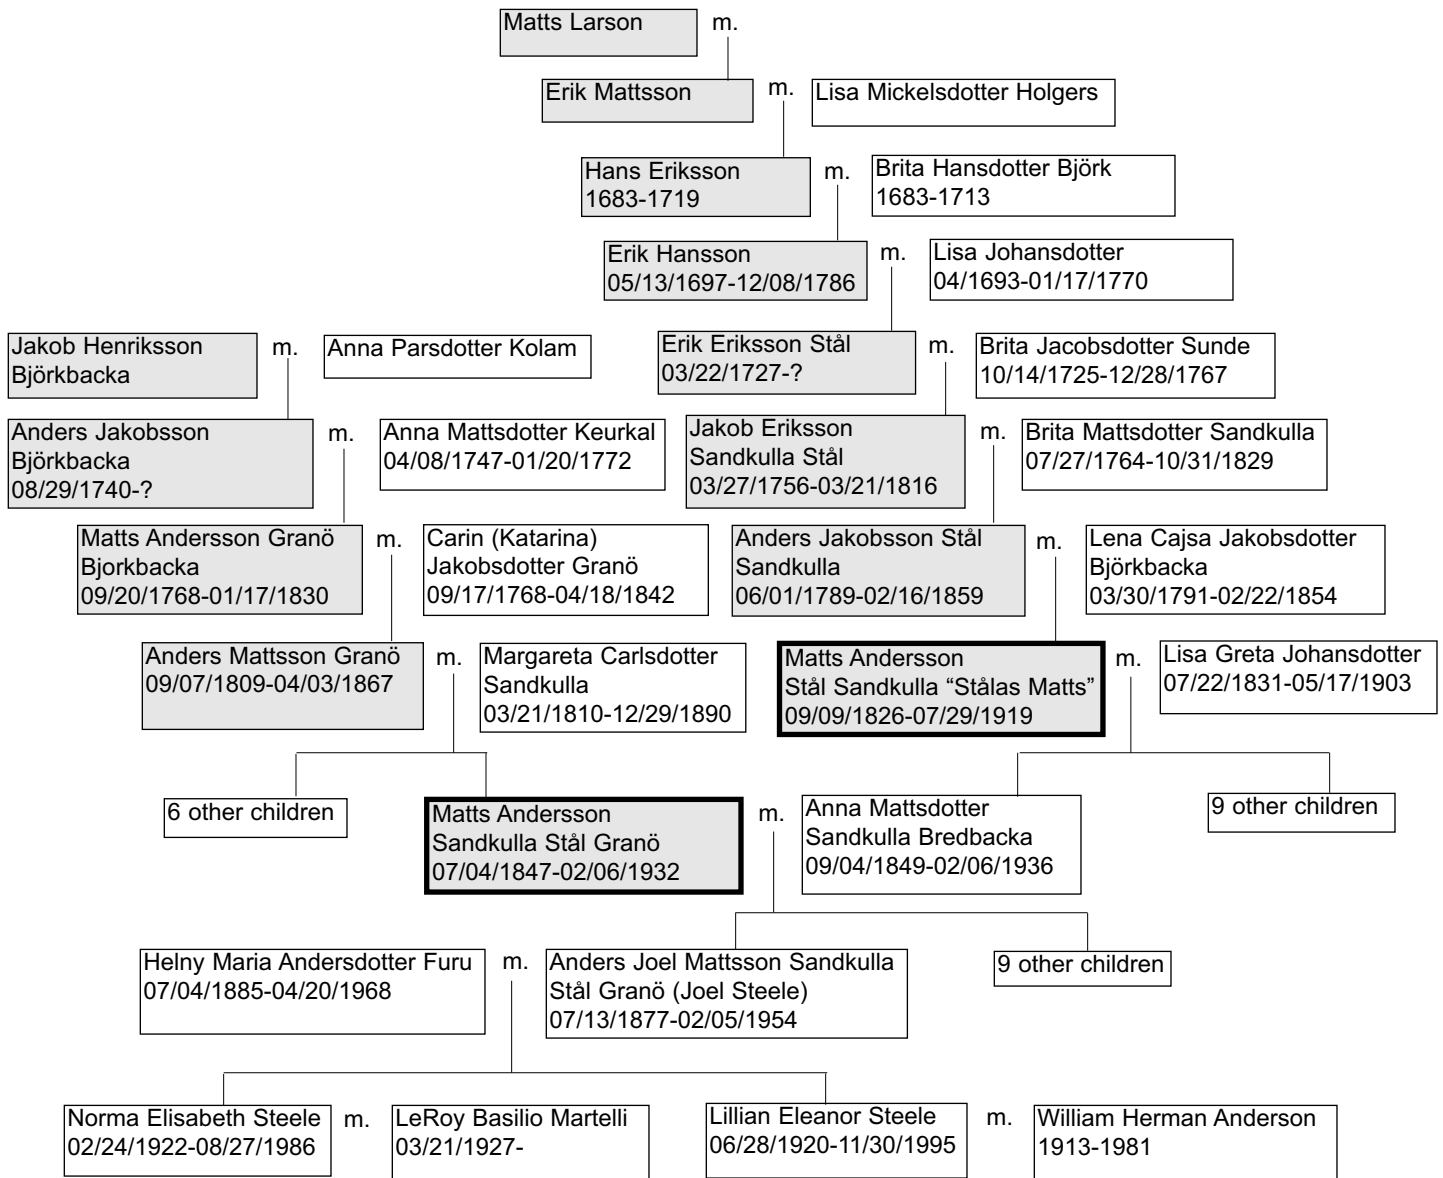 Matts Larson
m.
Erik Mattsson
m.
Lisa Mickelsdotter Holgers
Hans Eriksson
1683-1719
m.
Brita Hansdotter Björk
1683-1713
Erik Hansson
05/13/1697-12/08/1786
m.
Lisa Johansdotter
04/1693-01/17/1770
Jakob Henriksson
Björkbacka
m.
Anna Parsdotter Kolam
Erik Eriksson Stål
03/22/1727-?
m.
Brita Jacobsdotter Sunde
10/14/1725-12/28/1767
Anders Jakobsson
Björkbacka
08/29/1740-?
m.
Anna Mattsdotter Keurkal
04/08/1747-01/20/1772
Jakob Eriksson
Sandkulla Stål
03/27/1756-03/21/1816
m.
Brita Mattsdotter Sandkulla
07/27/1764-10/31/1829
Matts Andersson Granö
Bjorkbacka
09/20/1768-01/17/1830
m.
Carin (Katarina)
Jakobsdotter Granö
09/17/1768-04/18/1842
Anders Jakobsson Stål
Sandkulla
06/01/1789-02/16/1859
m.
Lena Cajsa Jakobsdotter
Björkbacka
03/30/1791-02/22/1854
Anders Mattsson Granö
09/07/1809-04/03/1867
m.
Margareta Carlsdotter
Sandkulla
03/21/1810-12/29/1890
Matts Andersson
Stål Sandkulla “Stålas Matts”
09/09/1826-07/29/1919
m.
Lisa Greta Johansdotter
07/22/1831-05/17/1903
6 other children
Matts Andersson
Sandkulla Stål Granö
07/04/1847-02/06/1932
m.
Anna Mattsdotter
Sandkulla Bredbacka
09/04/1849-02/06/1936
9 other children
Helny Maria Andersdotter Furu
07/04/1885-04/20/1968
m.
Anders Joel Mattsson Sandkulla
Stål Granö (Joel Steele)
07/13/1877-02/05/1954
9 other children
Norma Elisabeth Steele
02/24/1922-08/27/1986
m.
LeRoy Basilio Martelli
03/21/1927-
Lillian Eleanor Steele
06/28/1920-11/30/1995
m.
William Herman Anderson
1913-1981